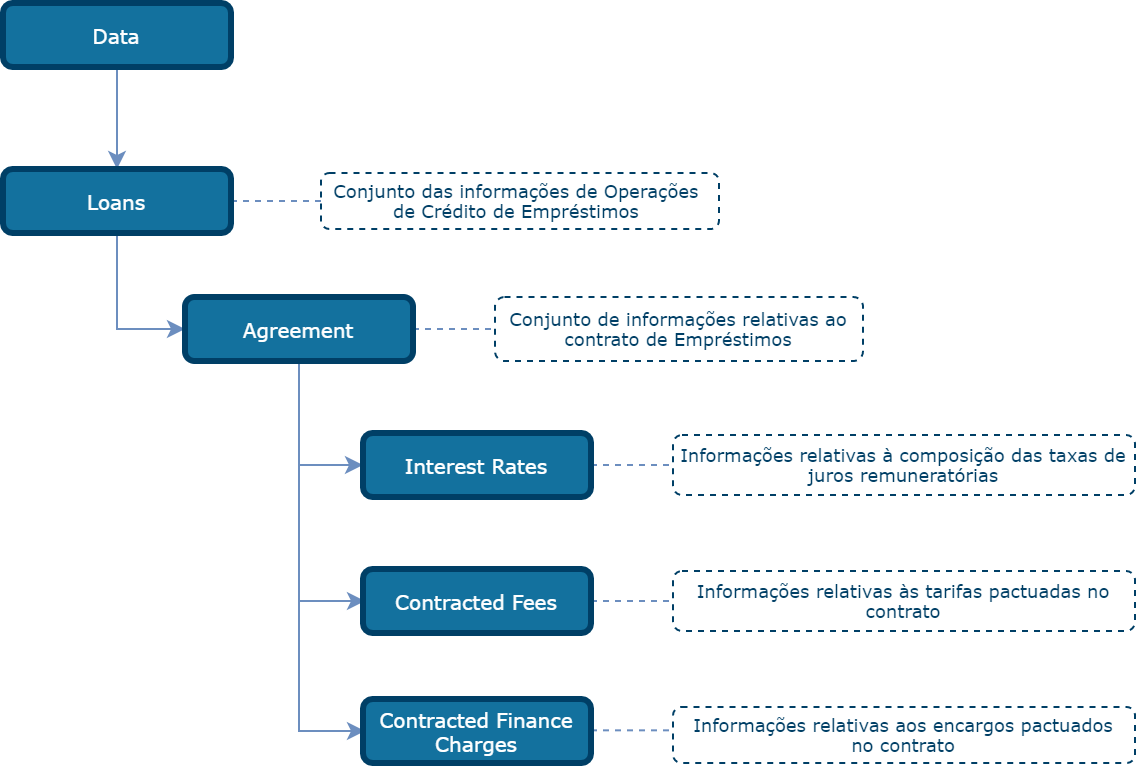 Data
Loans
Conjunto das informações de Operações
de Crédito de Empréstimos
Agreement
Conjunto de informações relativas ao
contrato de Empréstimos
Interest Rates
Informações relativas à composição das taxas de
juros remuneratórias
Contracted Fees
Informações relativas às tarifas pactuadas no
contrato
Contracted Finance
Charges
Informações relativas aos encargos pactuados
no contrato